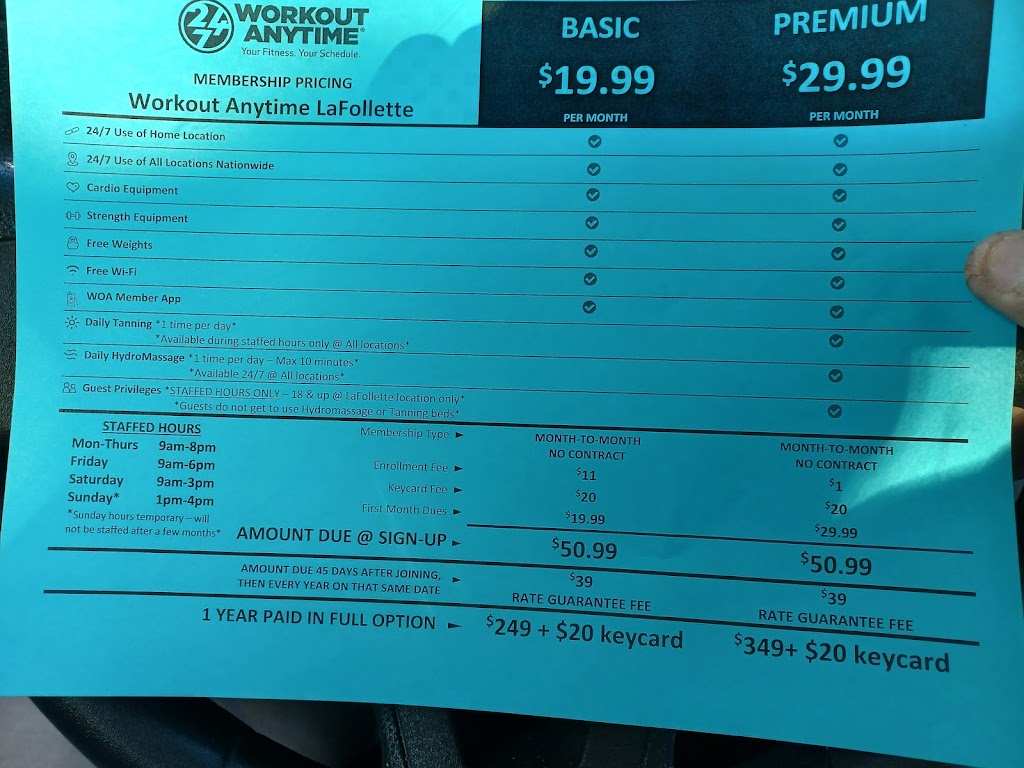 24
WORKOUT
ANYTIME®
Your Fitness. Your Schedule.
MEMBERSHIP PRICING
Workout Anytime LaFollette
BASIC
$19.99
PER MONTH
PREMIUM
$29.99
PER MONTH
24/7 Use of Home Location
24/7 Use of All Locations Nationwide
Cardio Equipment
Strength Equipment
Free Weights
Free Wi-Fi
WOA Member App
Daily Tanning *1 time per day*
*Available during staffed hours only @ All locations*
Daily HydroMassage *1 time per day – Max 10 minutes*
*Available 24/7 @ All locations*
Guest Privileges *STAFFED HOURS ONLY – 18 & up @ LaFollette location only*
*Guests do not get to use Hydromassage or Tanning beds*
STAFFED HOURS
Mon-Thurs 9am-8pm
Friday 9am-6pm
Saturday 9am-3pm
Sunday* 1pm-4pm
*Sunday hours temporary – will
not be staffed after a few months*
Membership Type ► MONTH-TO-MONTH MONTH-TO-MONTH
NO CONTRACT NO CONTRACT
Enrollment Fee ► $11 $1
Keycard Fee ► $20 $20
First Month Dues ► $19.99 $29.99
AMOUNT DUE @ SIGN-UP ► $50.99 $50.99
AMOUNT DUE 45 DAYS AFTER JOINING, ► $39 $39
THEN EVERY YEAR ON THAT SAME DATE RATE GUARANTEE FEE RATE GUARANTEE FEE
1 YEAR PAID IN FULL OPTION ► $249 + $20 keycard $349+ $20 keycard